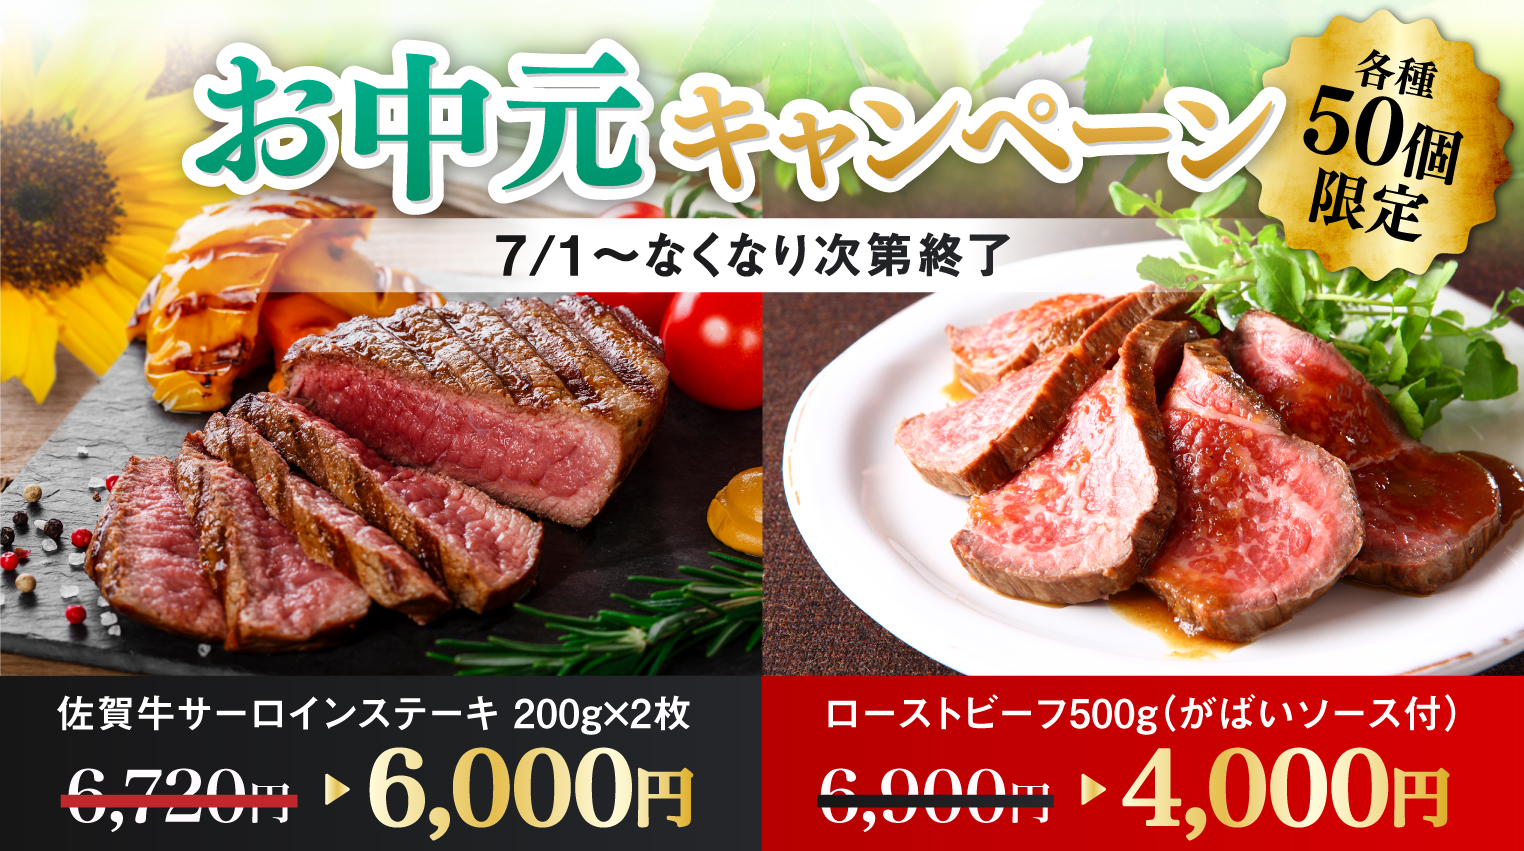 お中元キャンペーン
各種
50個
限定
7/1～なくなり次第終了
佐賀牛サーロインステーキ 200g×2枚
6,720円 ▶ 6,000円
ローストビーフ500g（がばいソース付）
6,900円 ▶ 4,000円